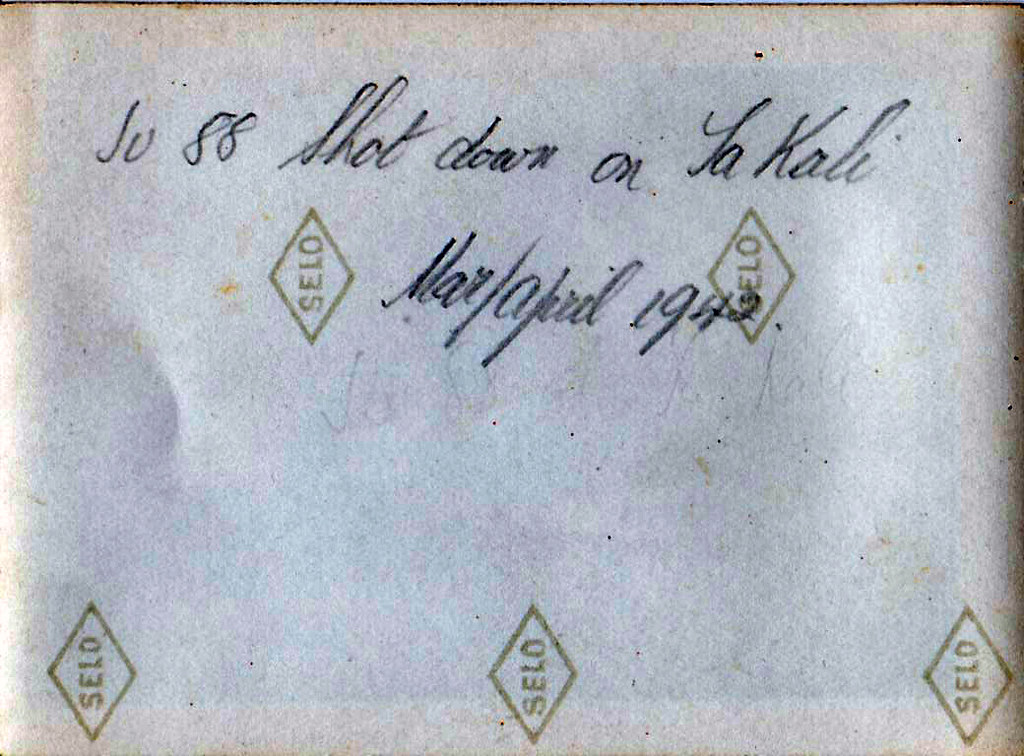 Ju 88 Shot down on Ta Kali
Mar/April 1942.
SELO
SELO
SELO
SELO
SELO